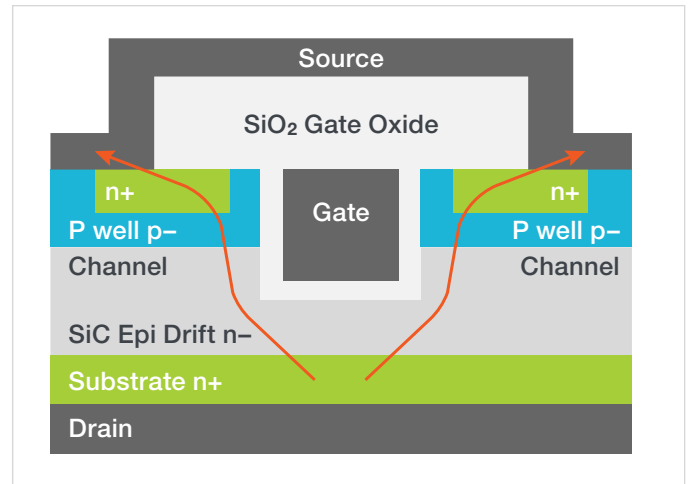 Source
SiO₂ Gate Oxide
n+
Gate
n+
P well p–
P well p–
Channel
Channel
SiC Epi Drift n–
Substrate n+
Drain